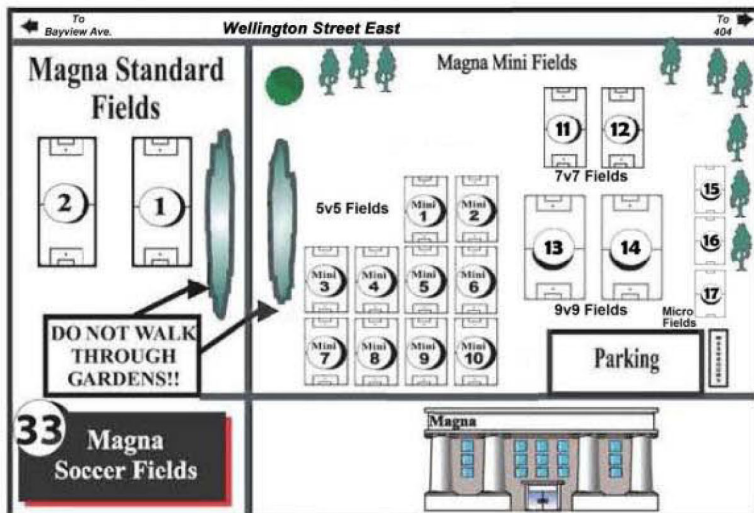 To
Bayview Ave.
Wellington Street East
To
404
Magna Standard
Fields
Magna Mini Fields
2
1
11
12
7v7 Fields
15
5v5 Fields
Mini
1
Mini
2
13
14
16
Mini
3
Mini
4
Mini
5
Mini
6
17
9v9 Fields
Micro
Fields
DO NOT WALK
THROUGH
GARDENS!!
Mini
7
Mini
8
Mini
9
Mini
10
Parking
33
Magna
Soccer Fields
Magna